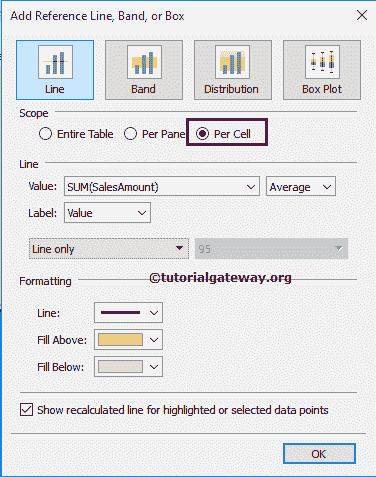 Add Reference Line, Band, or Box
Line Band Distribution Box Plot
Scope
Entire Table Per Pane Per Cell
Line
Value: SUM(SalesAmount) Average
Label: Value
Line only 95
©tutorialgateway.org
Formatting
Line:
Fill Above:
Fill Below:
Show recalculated line for highlighted or selected data points
OK